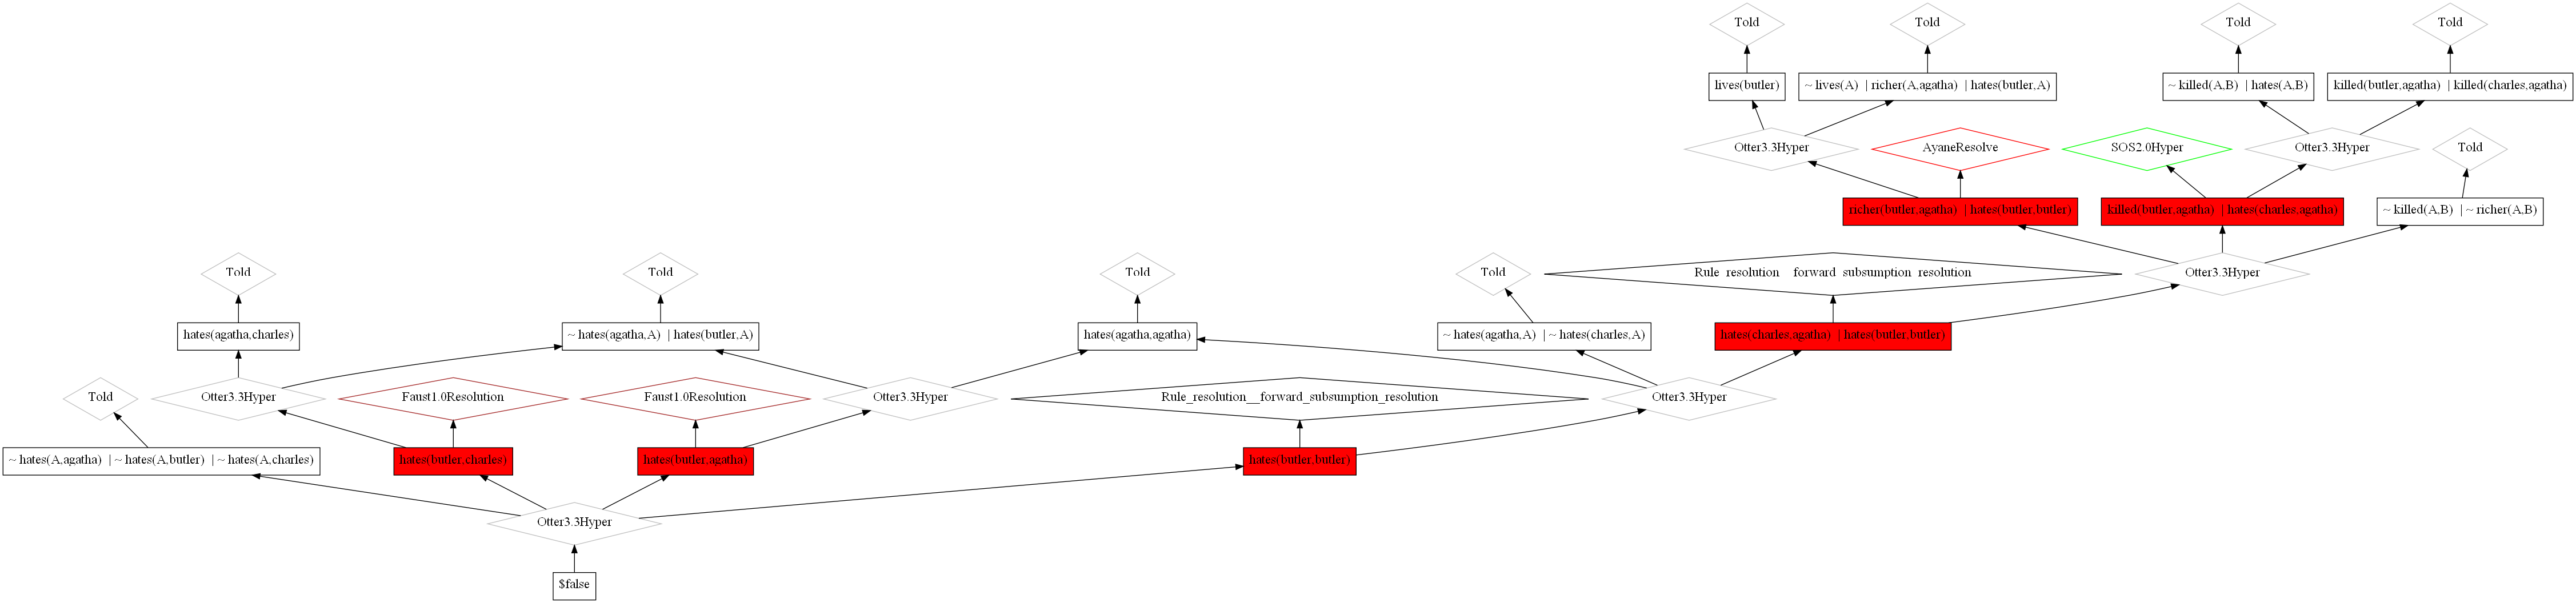 Told
Told
Told
Told
lives(butler)
~ lives(A) | richer(A,agatha) | hates(butler,A)
~ killed(A,B) | hates(A,B)
killed(butler,agatha) | killed(charles,agatha)
Otter3.3Hyper
AyaneResolve
SOS2.0Hyper
Otter3.3Hyper
Told
richer(butler,agatha) | hates(butler,butler)
killed(butler,agatha) | hates(charles,agatha)
~ killed(A,B) | ~ richer(A,B)
Told
Told
Told
Told
Rule_resolution__forward_subsumption_resolution
Otter3.3Hyper
hates(agatha,charles)
~ hates(agatha,A) | hates(butler,A)
hates(agatha,agatha)
~ hates(agatha,A) | ~ hates(charles,A)
hates(charles,agatha) | hates(butler,butler)
Told
Otter3.3Hyper
Faust1.0Resolution
Faust1.0Resolution
Otter3.3Hyper
Rule_resolution__forward_subsumption_resolution
Otter3.3Hyper
~ hates(A,agatha) | ~ hates(A,butler) | ~ hates(A,charles)
hates(butler,charles)
hates(butler,agatha)
hates(butler,butler)
Otter3.3Hyper
$false